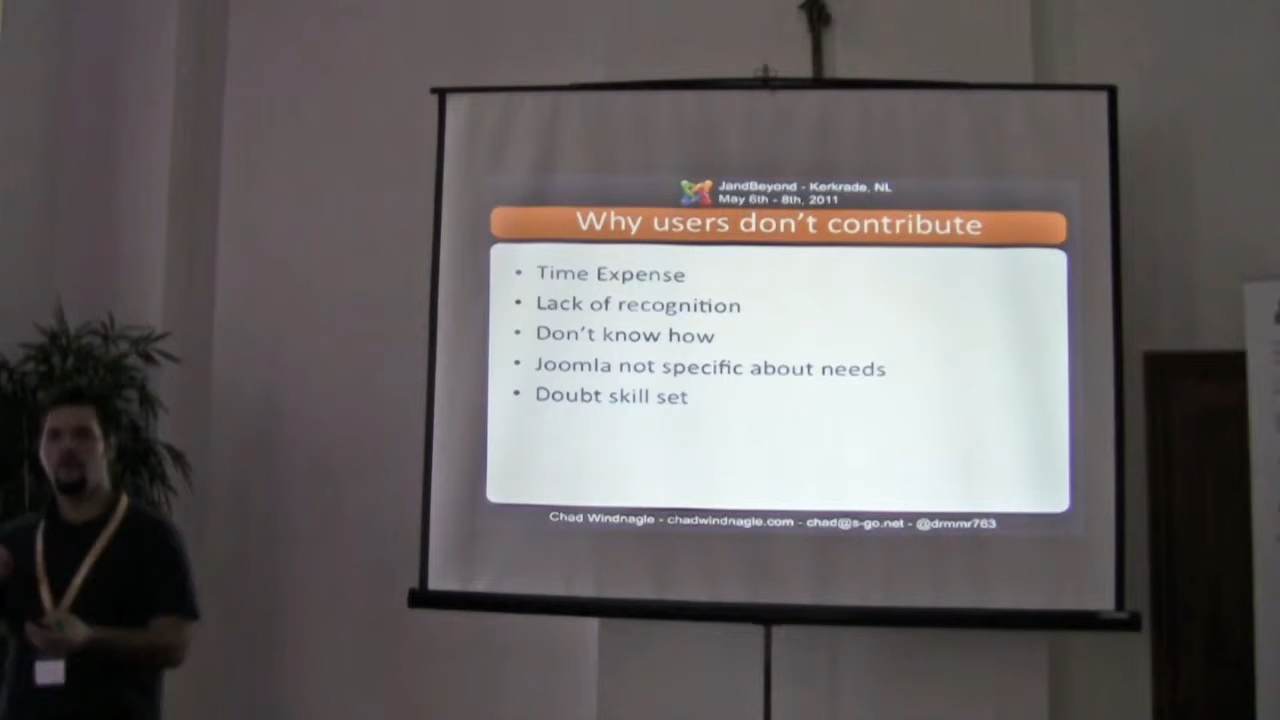 JandBeyond - Kerkrade, NL
May 6th - 8th, 2011
Why users don't contribute
• Time Expense
• Lack of recognition
• Don't know how
• Joomla not specific about needs
• Doubt skill set
Chad Windnagle - chadwindnagle.com - chad@s-go.net - @drmmr763